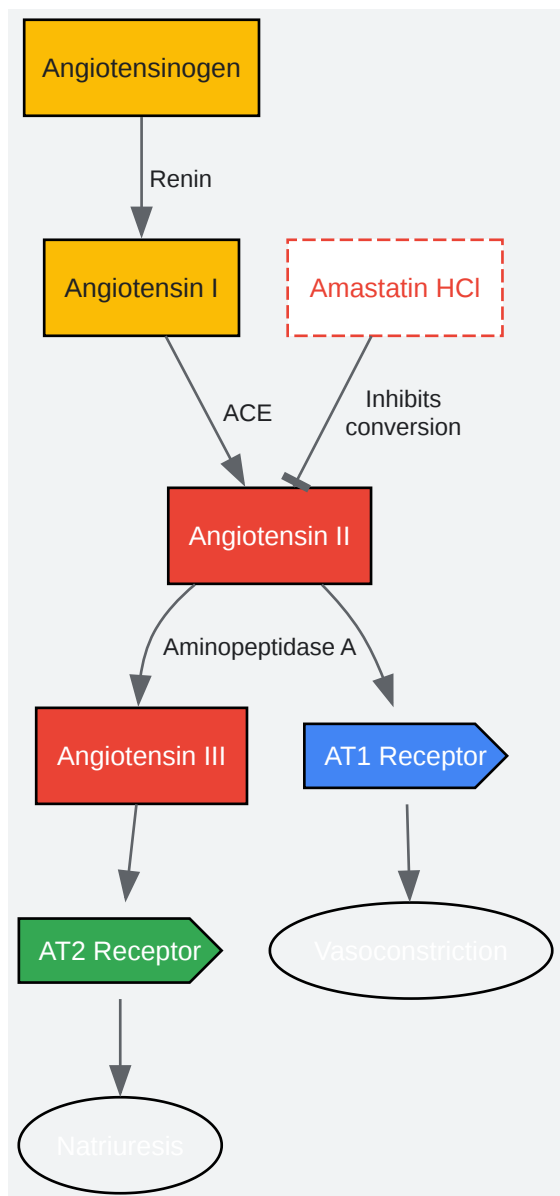 Angiotensinogen
Renin
Angiotensin I
Amastatin HCl
ACE
Inhibits
conversion
Angiotensin II
Aminopeptidase A
Angiotensin III
AT1 Receptor
AT2 Receptor
Vasoconstriction
Natriuresis